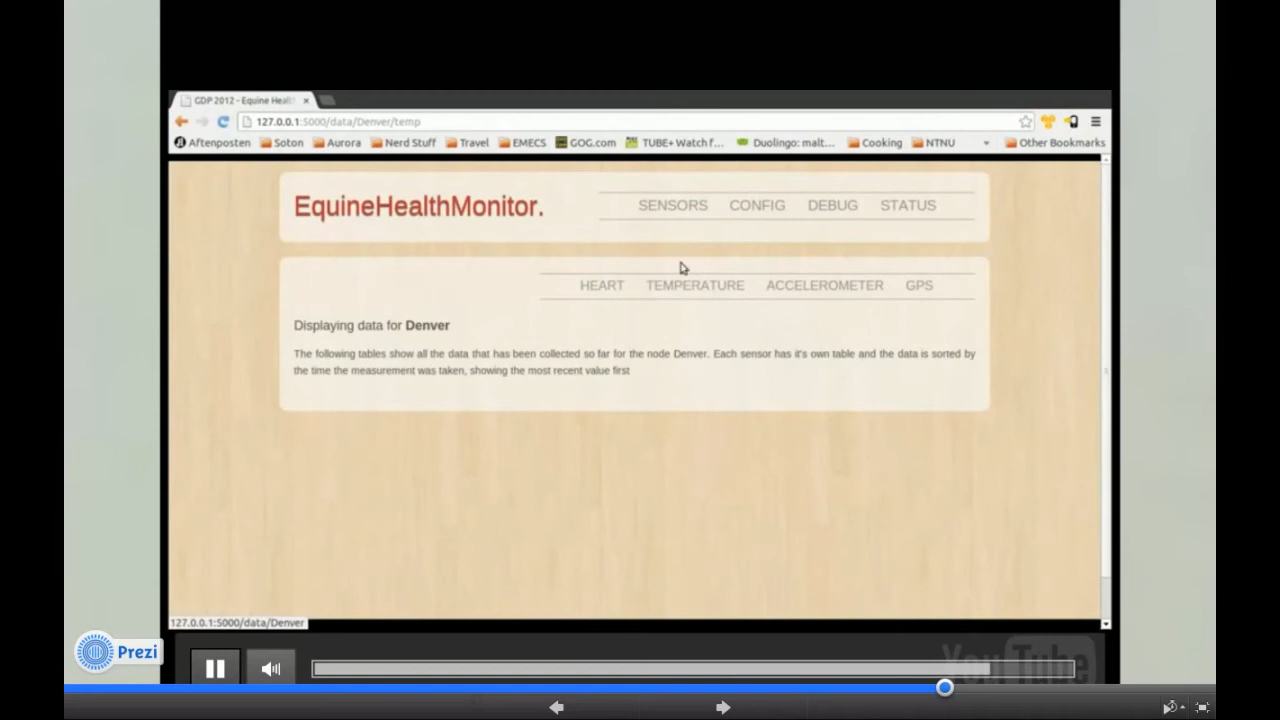 GDP 2012 - Equine Healt
127.0.0.1:5000/data/Denver/temp
Aftenposten Soton Aurora Nerd Stuff Travel EMECS GOG.com TUBE+ Watch f... Duolingo: malt... Cooking NTNU Other Bookmarks
EquineHealthMonitor. SENSORS CONFIG DEBUG STATUS
HEART TEMPERATURE ACCELEROMETER GPS
Displaying data for Denver
The following tables show all the data that has been collected so far for the node Denver. Each sensor has it's own table and the data is sorted by
the time the measurement was taken, showing the most recent value first
127.0.0.1:5000/data/Denver
Prezi
YouTube